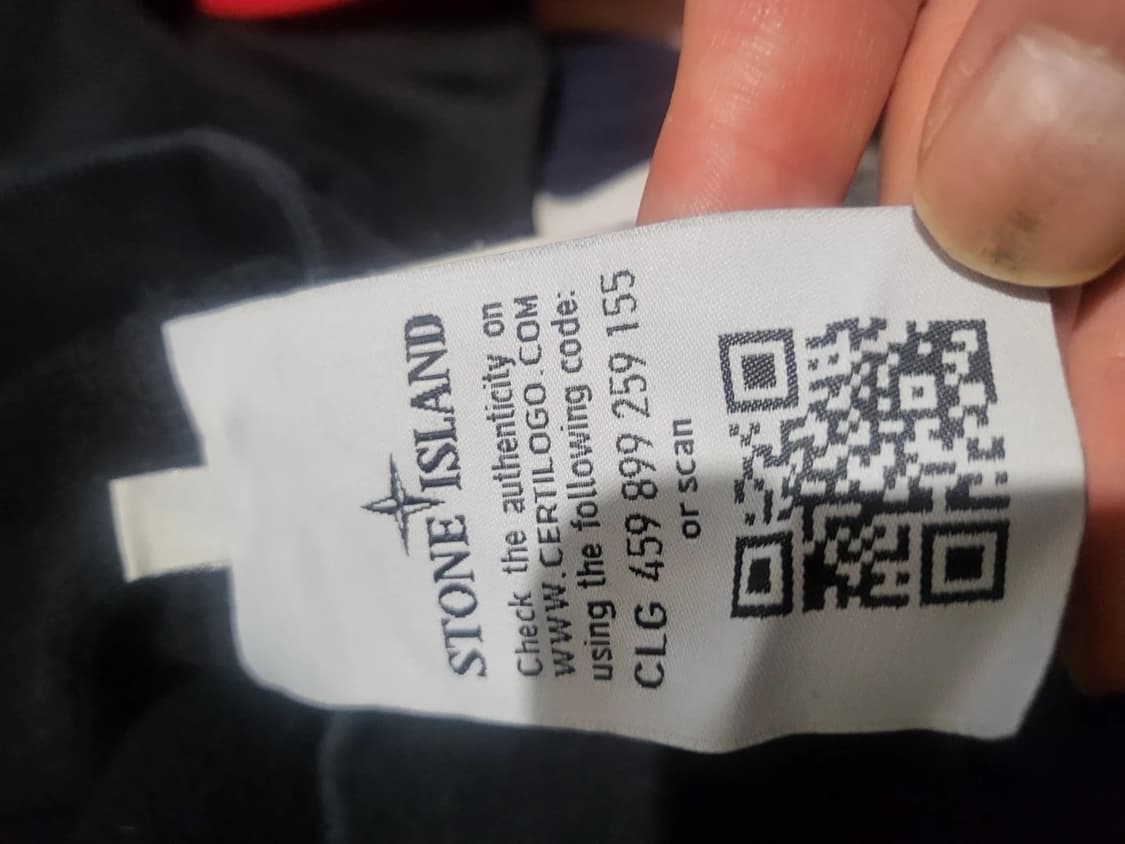 STONE ISLAND
Check the authenticity on
WWW.CERTILOGO.COM
using the following code:
CLG 459 899 259 155
or scan